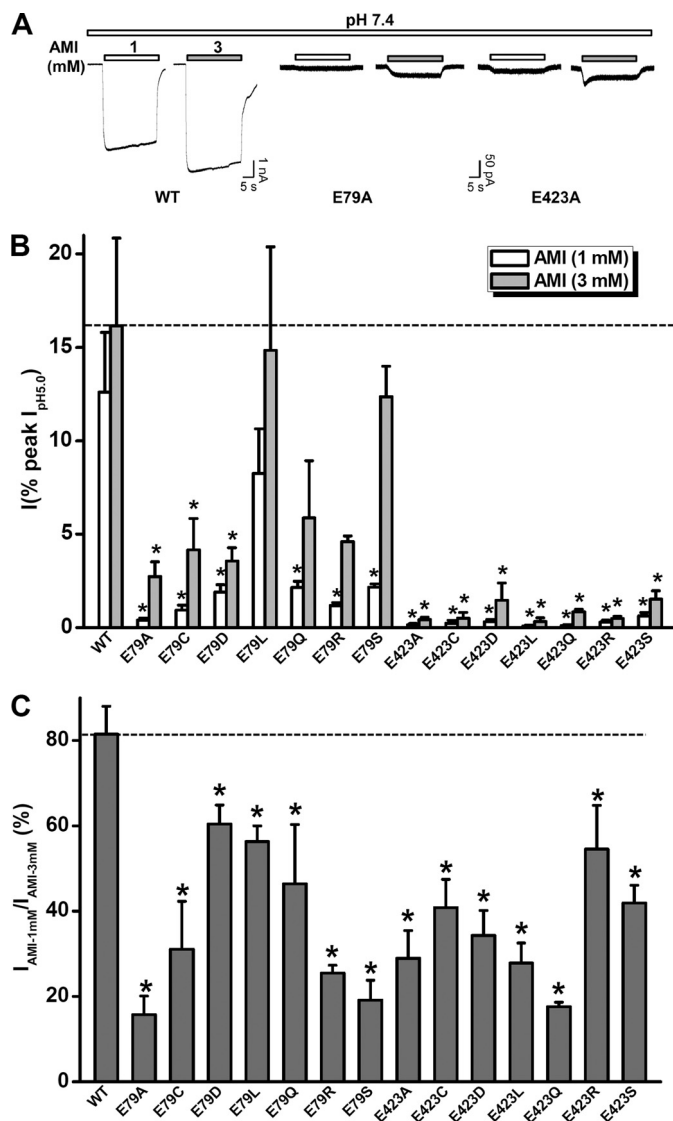 A
pH 7.4
AMI 1 3
(mM)
1 nA
5 s
50 pA
5 s
WT E79A E423A
B
AMI (1 mM)
AMI (3 mM)
I(% peak IpH5.0)
20
15
10
5
0
* * * * * * * * * * * * * * * * * * * * * * * *
WT E79A E79C E79D E79L E79Q E79R E79S E423A E423C E423D E423L E423Q E423R E423S
C
IAMI-1mM/IAMI-3mM (%)
80
60
40
20
0
* * * * * * * * * * * * * *
WT E79A E79C E79D E79L E79Q E79R E79S E423A E423C E423D E423L E423Q E423R E423S